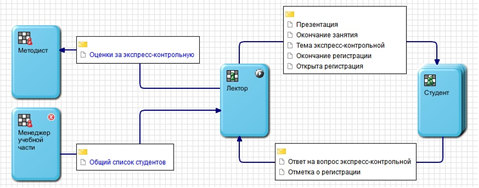 Методист
Оценки за экспресс-контрольную
Менеджер
учебной
части
Общий список студентов
Лектор
Презентация
Окончание занятия
Тема экспресс-контрольной
Окончание регистрации
Открыта регистрация
Студент
Ответ на вопрос экспресс-контрольной
Отметка о регистрации